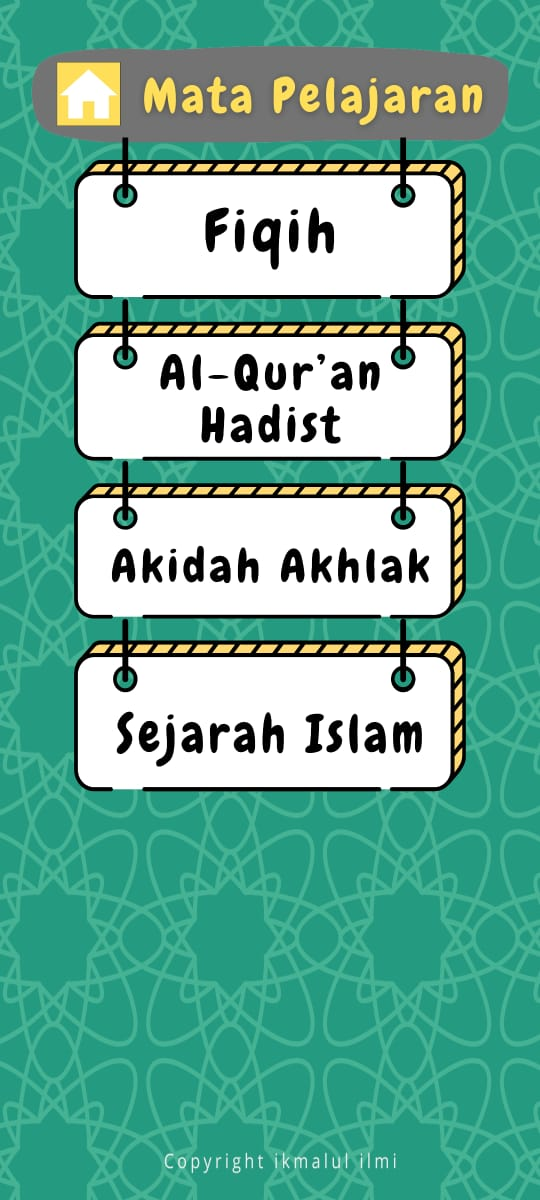 Mata Pelajaran
Fiqih
Al-Qur'an
Hadist
Akidah Akhlak
Sejarah Islam
Copyright ikmalul ilmi